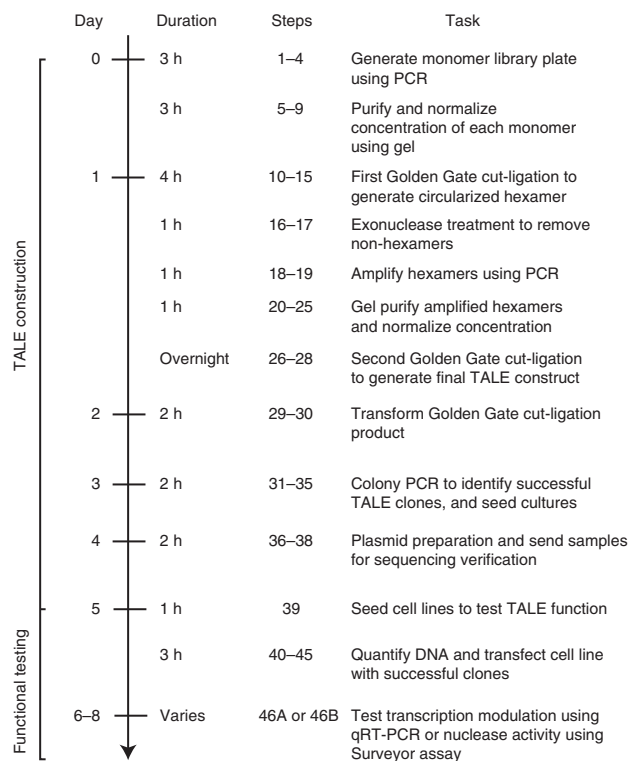 Day Duration Steps Task
0 3 h 1–4 Generate monomer library plate
using PCR
3 h 5–9 Purify and normalize
concentration of each monomer
using gel
1 4 h 10–15 First Golden Gate cut-ligation to
generate circularized hexamer
1 h 16–17 Exonuclease treatment to remove
non-hexamers
1 h 18–19 Amplify hexamers using PCR
1 h 20–25 Gel purify amplified hexamers
and normalize concentration
Overnight 26–28 Second Golden Gate cut-ligation
to generate final TALE construct
2 2 h 29–30 Transform Golden Gate cut-ligation
product
3 2 h 31–35 Colony PCR to identify successful
TALE clones, and seed cultures
4 2 h 36–38 Plasmid preparation and send samples
for sequencing verification
5 1 h 39 Seed cell lines to test TALE function
3 h 40–45 Quantify DNA and transfect cell line
with successful clones
6–8 Varies 46A or 46B Test transcription modulation using
qRT-PCR or nuclease activity using
Surveyor assay
TALE construction
Functional testing